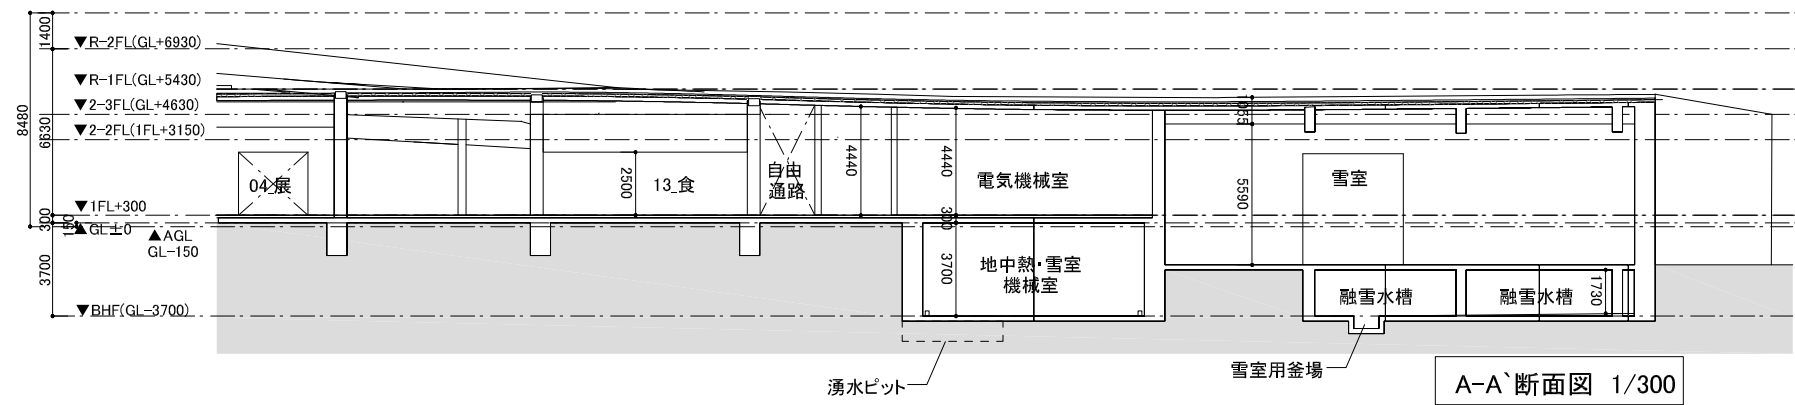 1400
8480
6630
300
150
3700
▼R-2FL(GL+6930)
▼R-1FL(GL+5430)
▼2-3FL(GL+4630)
▼2-2FL(1FL+3150)
▼1FL+300
▲GL±0
▲AGL
GL-150
▼BHF(GL-3700)
04_展
2500
13_食
自由
通路
4440
4440
300
3700
電気機械室
地中熱・雪室
機械室
1055
5590
雪室
融雪水槽
融雪水槽
1730
湧水ピット
雪室用釜場
A-A`断面図 1/300